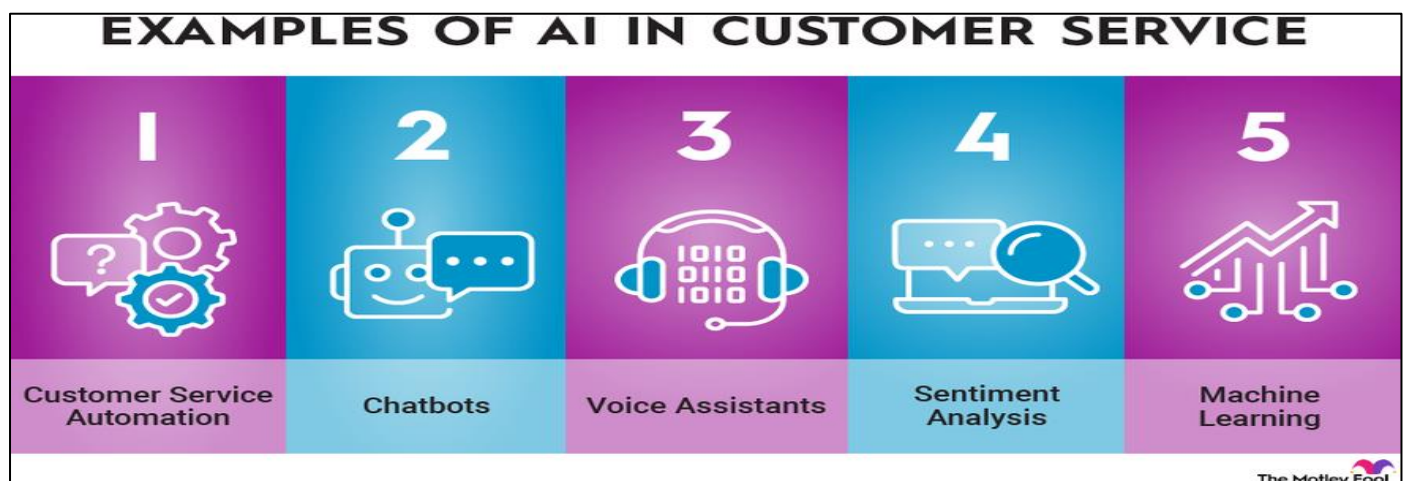 EXAMPLES OF AI IN CUSTOMER SERVICE
1
2
3
4
5
?
1010
0110
1010
Customer Service
Automation
Chatbots
Voice Assistants
Sentiment
Analysis
Machine
Learning
The Motley Fool